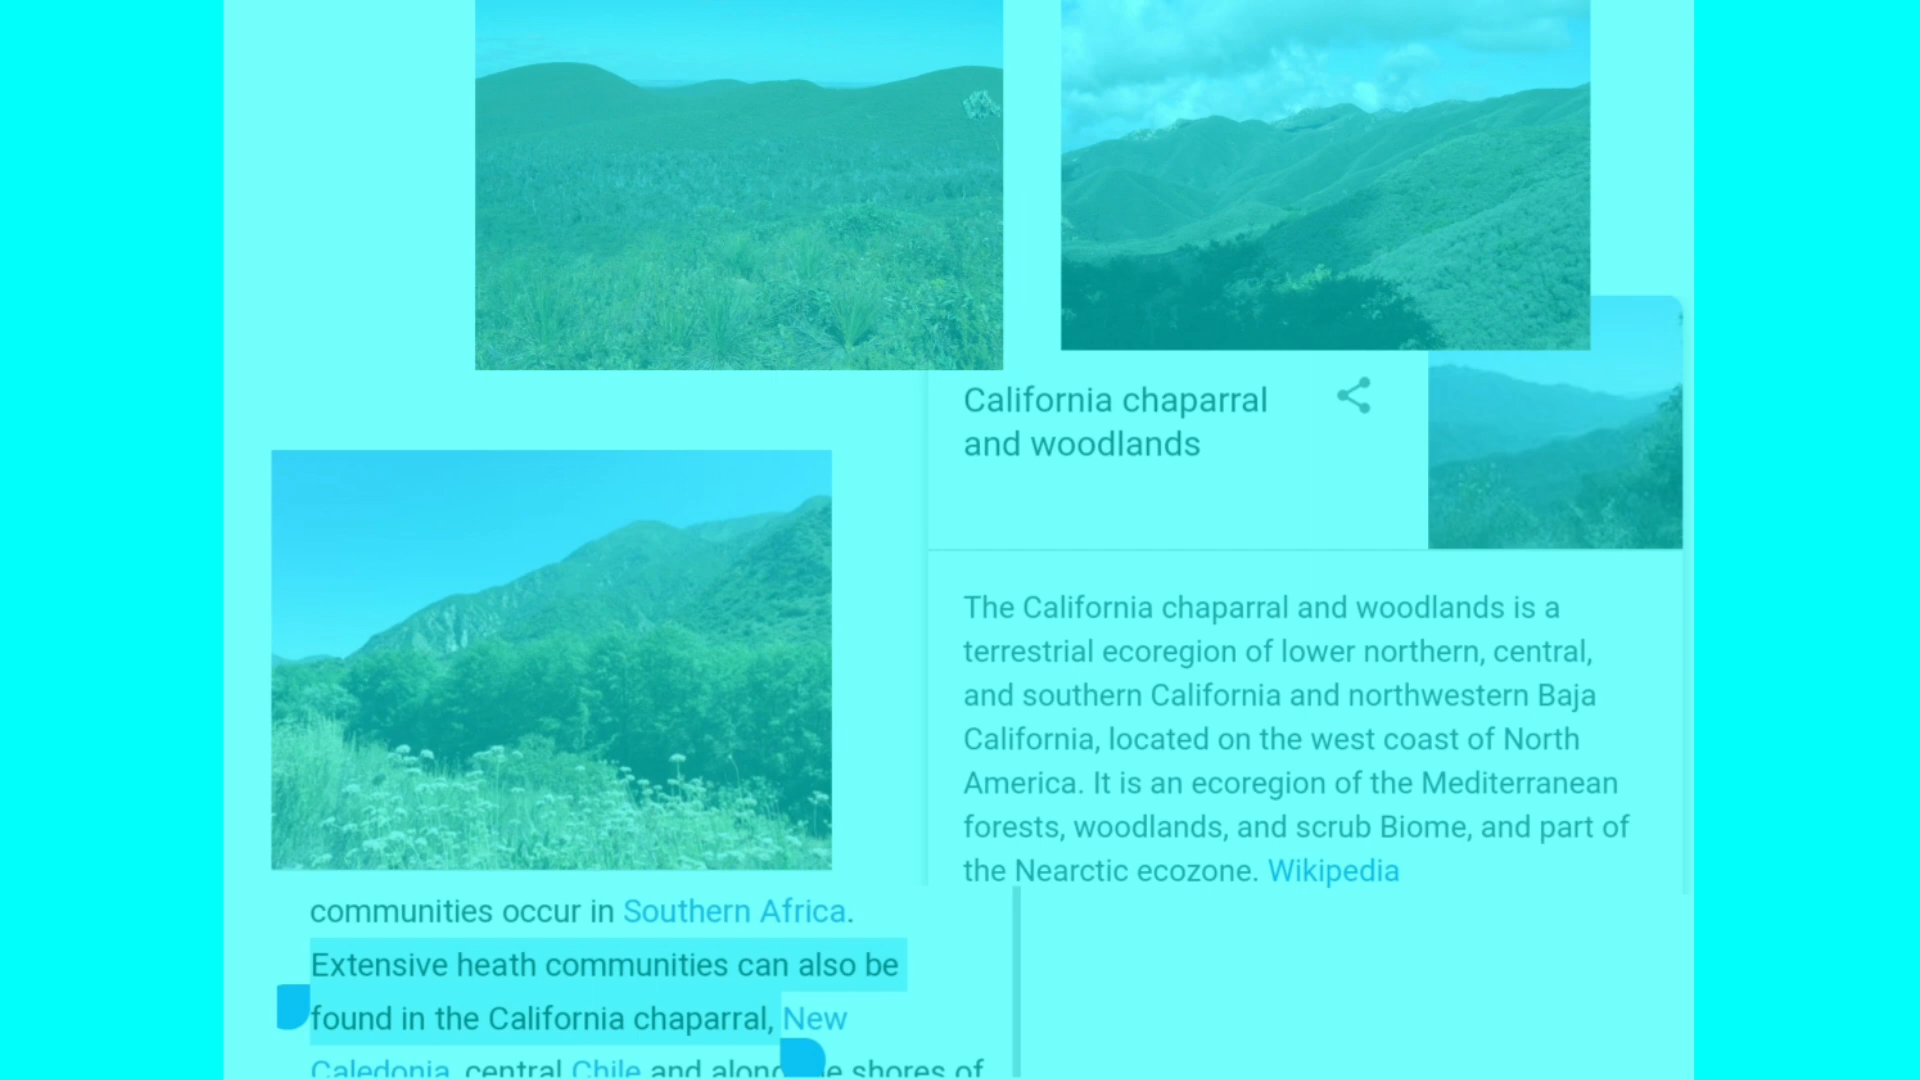 California chaparral
and woodlands
The California chaparral and woodlands is a
terrestrial ecoregion of lower northern, central,
and southern California and northwestern Baja
California, located on the west coast of North
America. It is an ecoregion of the Mediterranean
forests, woodlands, and scrub Biome, and part of
the Nearctic ecozone. Wikipedia
communities occur in Southern Africa.
Extensive heath communities can also be
found in the California chaparral, New
Caledonia, central Chile and along shores of